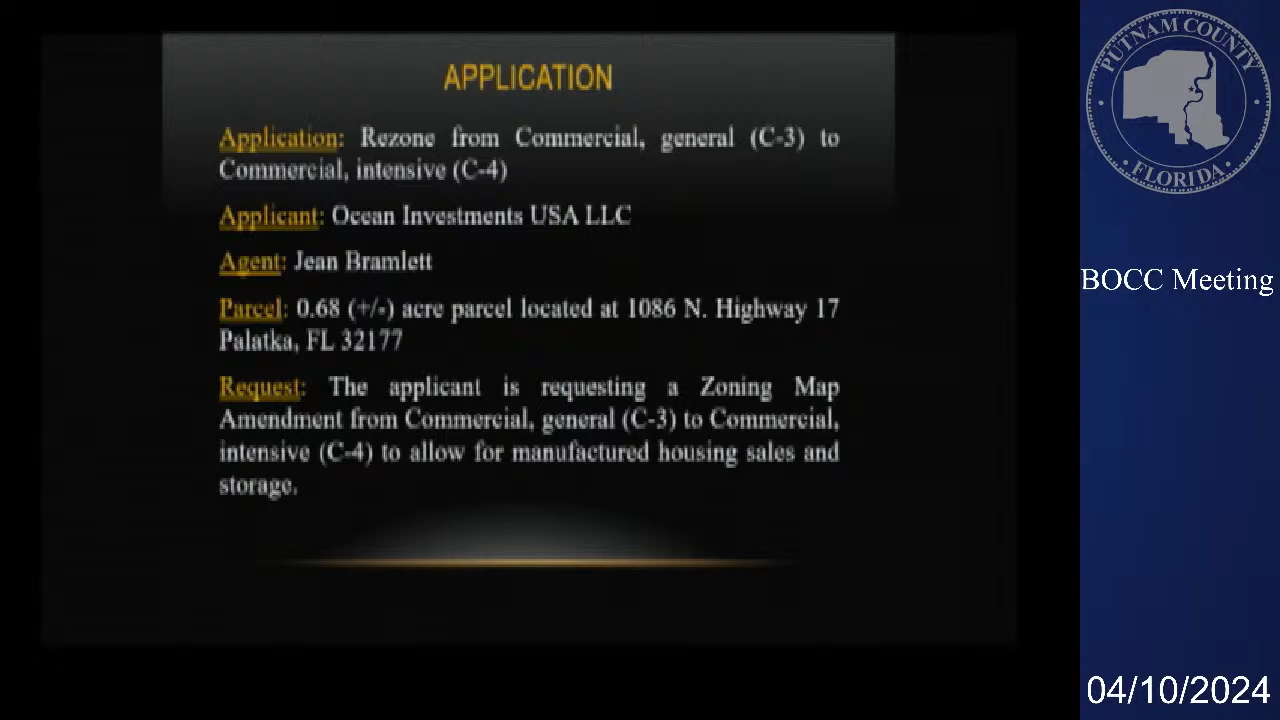 APPLICATION
Application: Rezone from Commercial, general (C-3) to
Commercial, intensive (C-4)
Applicant: Ocean Investments USA LLC
Agent: Jean Bramlett
Parcel: 0.68 (+/-) acre parcel located at 1086 N. Highway 17
Palatka, FL 32177
Request: The applicant is requesting a Zoning Map
Amendment from Commercial, general (C-3) to Commercial,
intensive (C-4) to allow for manufactured housing sales and
storage.
PUTNAM COUNTY
FLORIDA
BOCC Meeting
04/10/2024